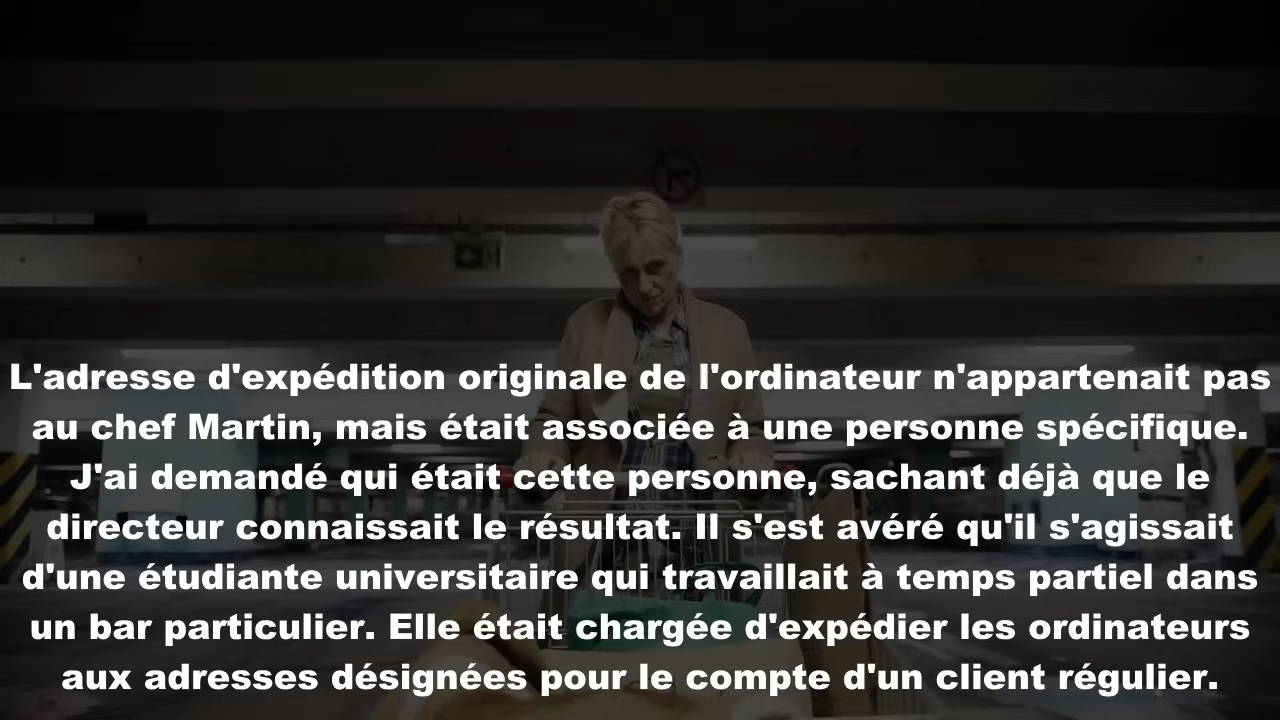 L'adresse d'expédition originale de l'ordinateur n'appartenait pas
au chef Martin, mais était associée à une personne spécifique.
J'ai demandé qui était cette personne, sachant déjà que le
directeur connaissait le résultat. Il s'est avéré qu'il s'agissait
d'une étudiante universitaire qui travaillait à temps partiel dans
un bar particulier. Elle était chargée d'expédier les ordinateurs
aux adresses désignées pour le compte d'un client régulier.